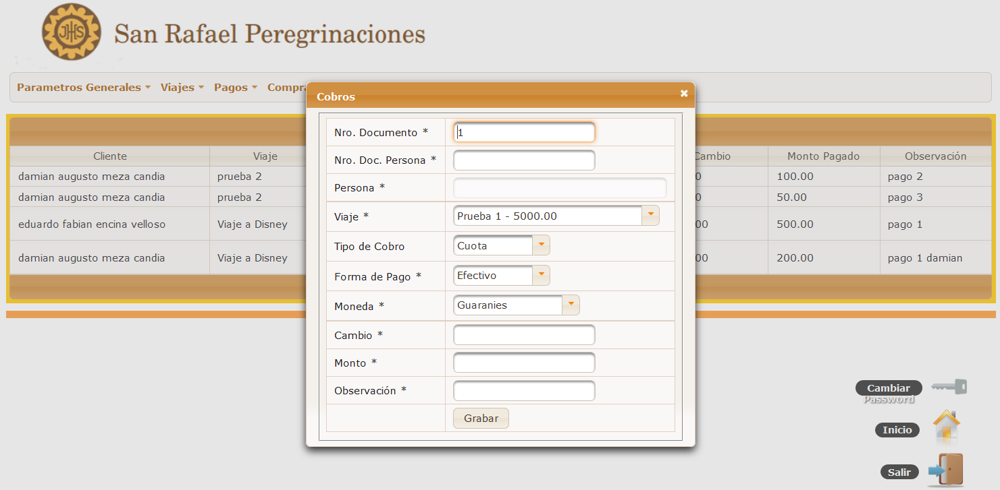 JHS
San Rafael Peregrinaciones
Parametros Generales Viajes Pagos
Cobros
Nro. Documento * 1
Nro. Doc. Persona *
Persona *
Viaje * Prueba 1 - 5000.00
Tipo de Cobro Cuota
Forma de Pago * Efectivo
Moneda * Guaranies
Cambio *
Monto *
Observación *
Grabar
Cliente Viaje Cambio Monto Pagado Observación
damian augusto meza candia prueba 2 0 100.00 pago 2
damian augusto meza candia prueba 2 0 50.00 pago 3
eduardo fabian encina velloso Viaje a Disney 00 500.00 pago 1
damian augusto meza candia Viaje a Disney 00 200.00 pago 1 damian
Cambiar
Password
Inicio
Salir